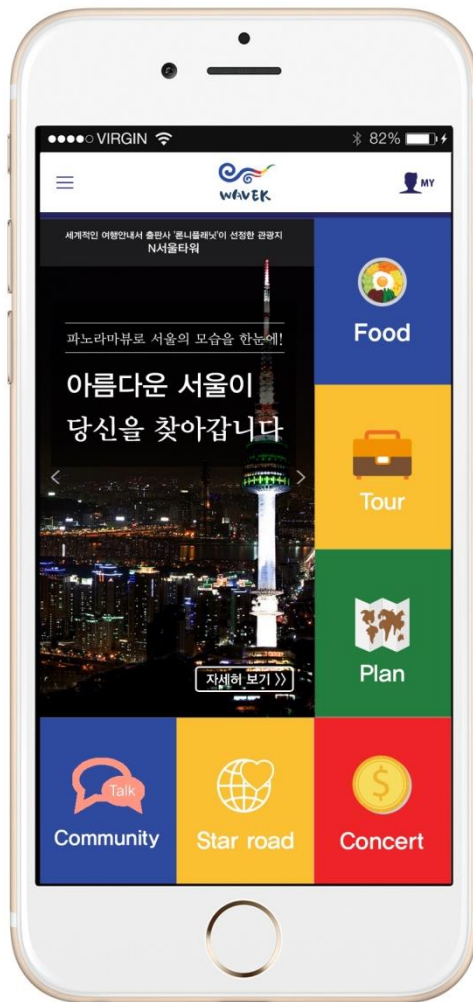 VIRGIN 82%
WAVEK
MY
세계적인 여행안내서 출판사 '론니플래닛'이 선정한 관광지
N서울타워
파노라마뷰로 서울의 모습을 한눈에!
아름다운 서울이
당신을 찾아갑니다
자세히 보기 》
Food
Tour
Plan
Talk
Community
Star road
Concert